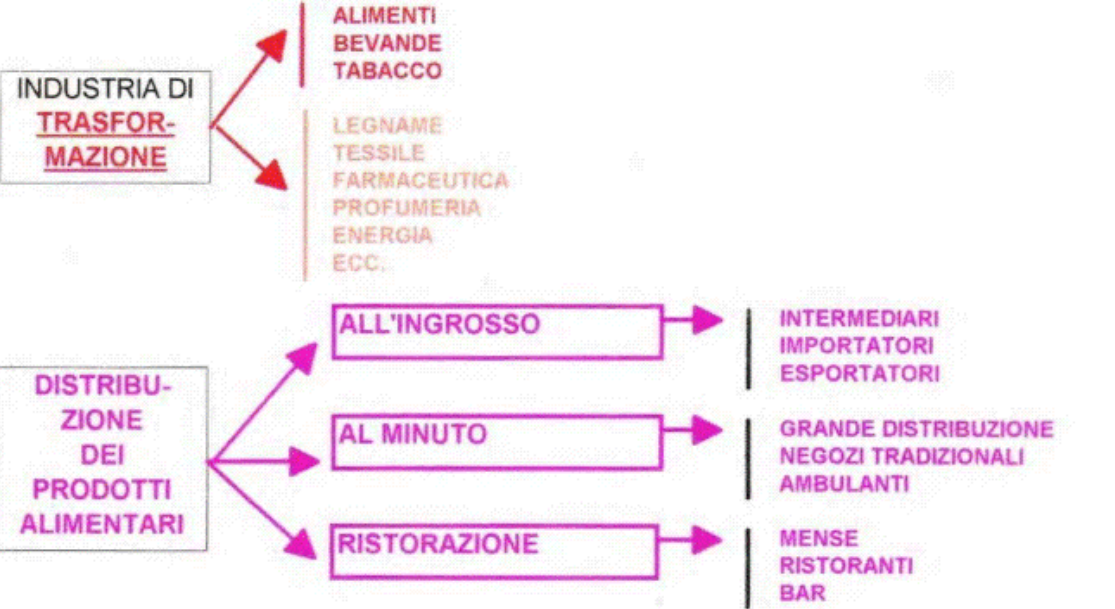 ALIMENTI
BEVANDE
TABACCO
INDUSTRIA DI
TRASFOR-
MAZIONE
LEGNAME
TESSILE
FARMACEUTICA
PROFUMERIA
ENERGIA
ECC.
DISTRIBU-
ZIONE
DEI
PRODOTTI
ALIMENTARI
ALL'INGROSSO
INTERMEDIARI
IMPORTATORI
ESPORTATORI
AL MINUTO
GRANDE DISTRIBUZIONE
NEGOZI TRADIZIONALI
AMBULANTI
RISTORAZIONE
MENSE
RISTORANTI
BAR